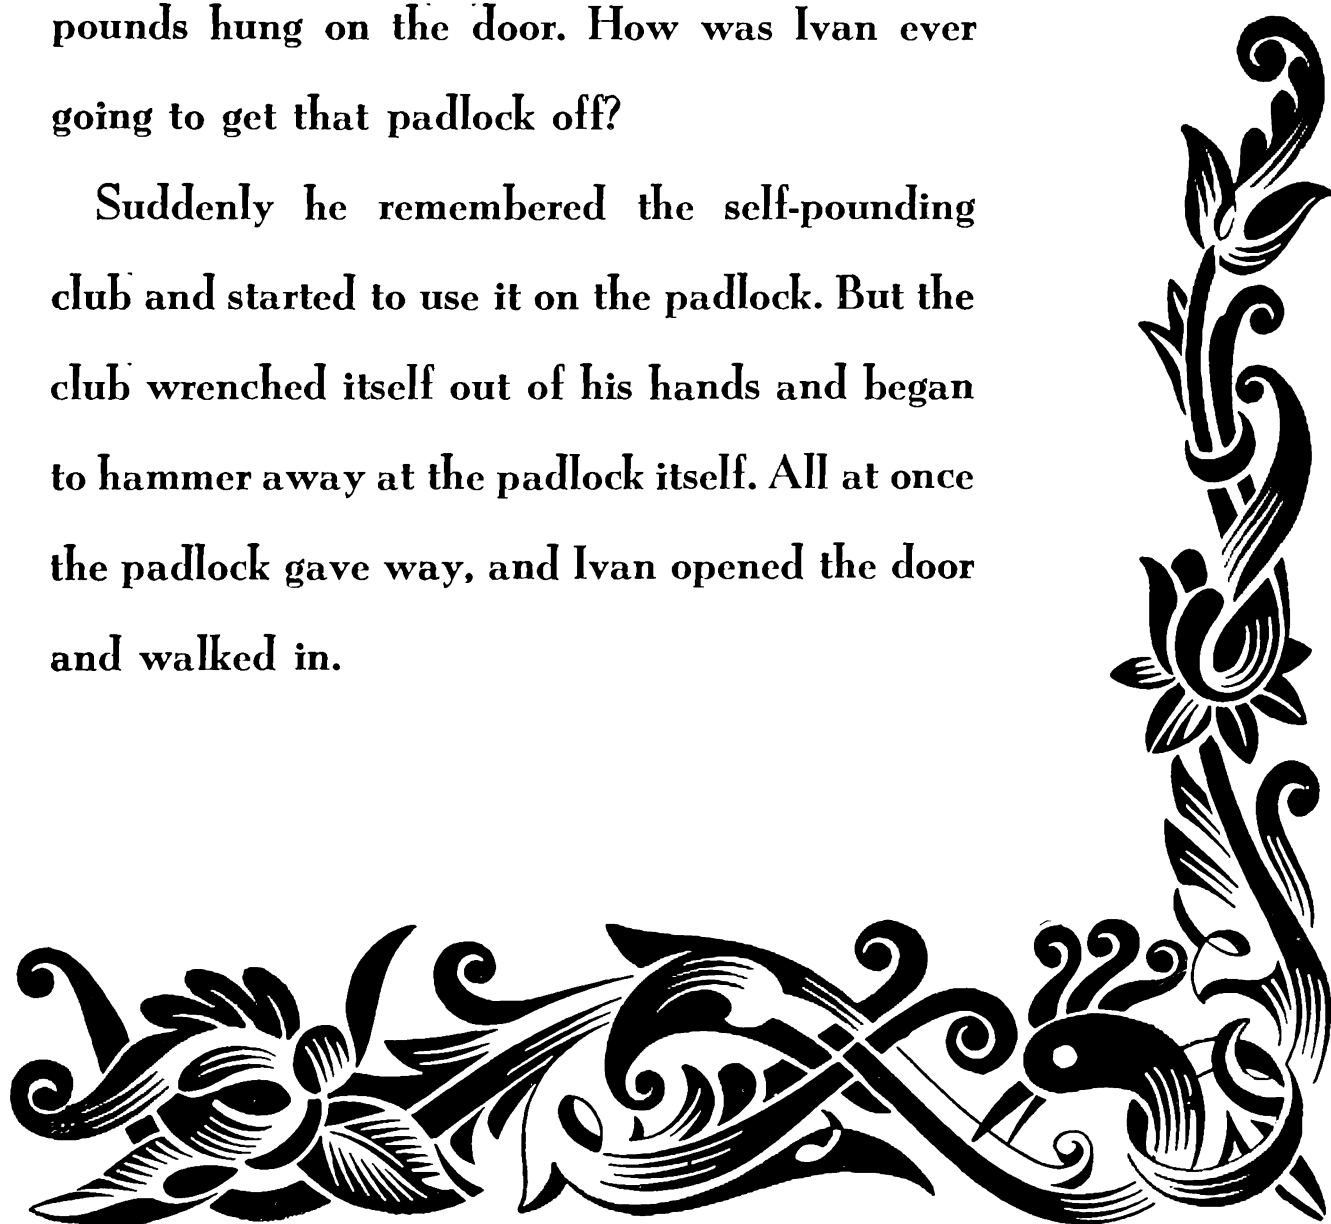 pounds hung on the door. How was Ivan ever
going to get that padlock off?
Suddenly he remembered the self-pounding
club and started to use it on the padlock. But the
club wrenched itself out of his hands and began
to hammer away at the padlock itself. All at once
the padlock gave way, and Ivan opened the door
and walked in.